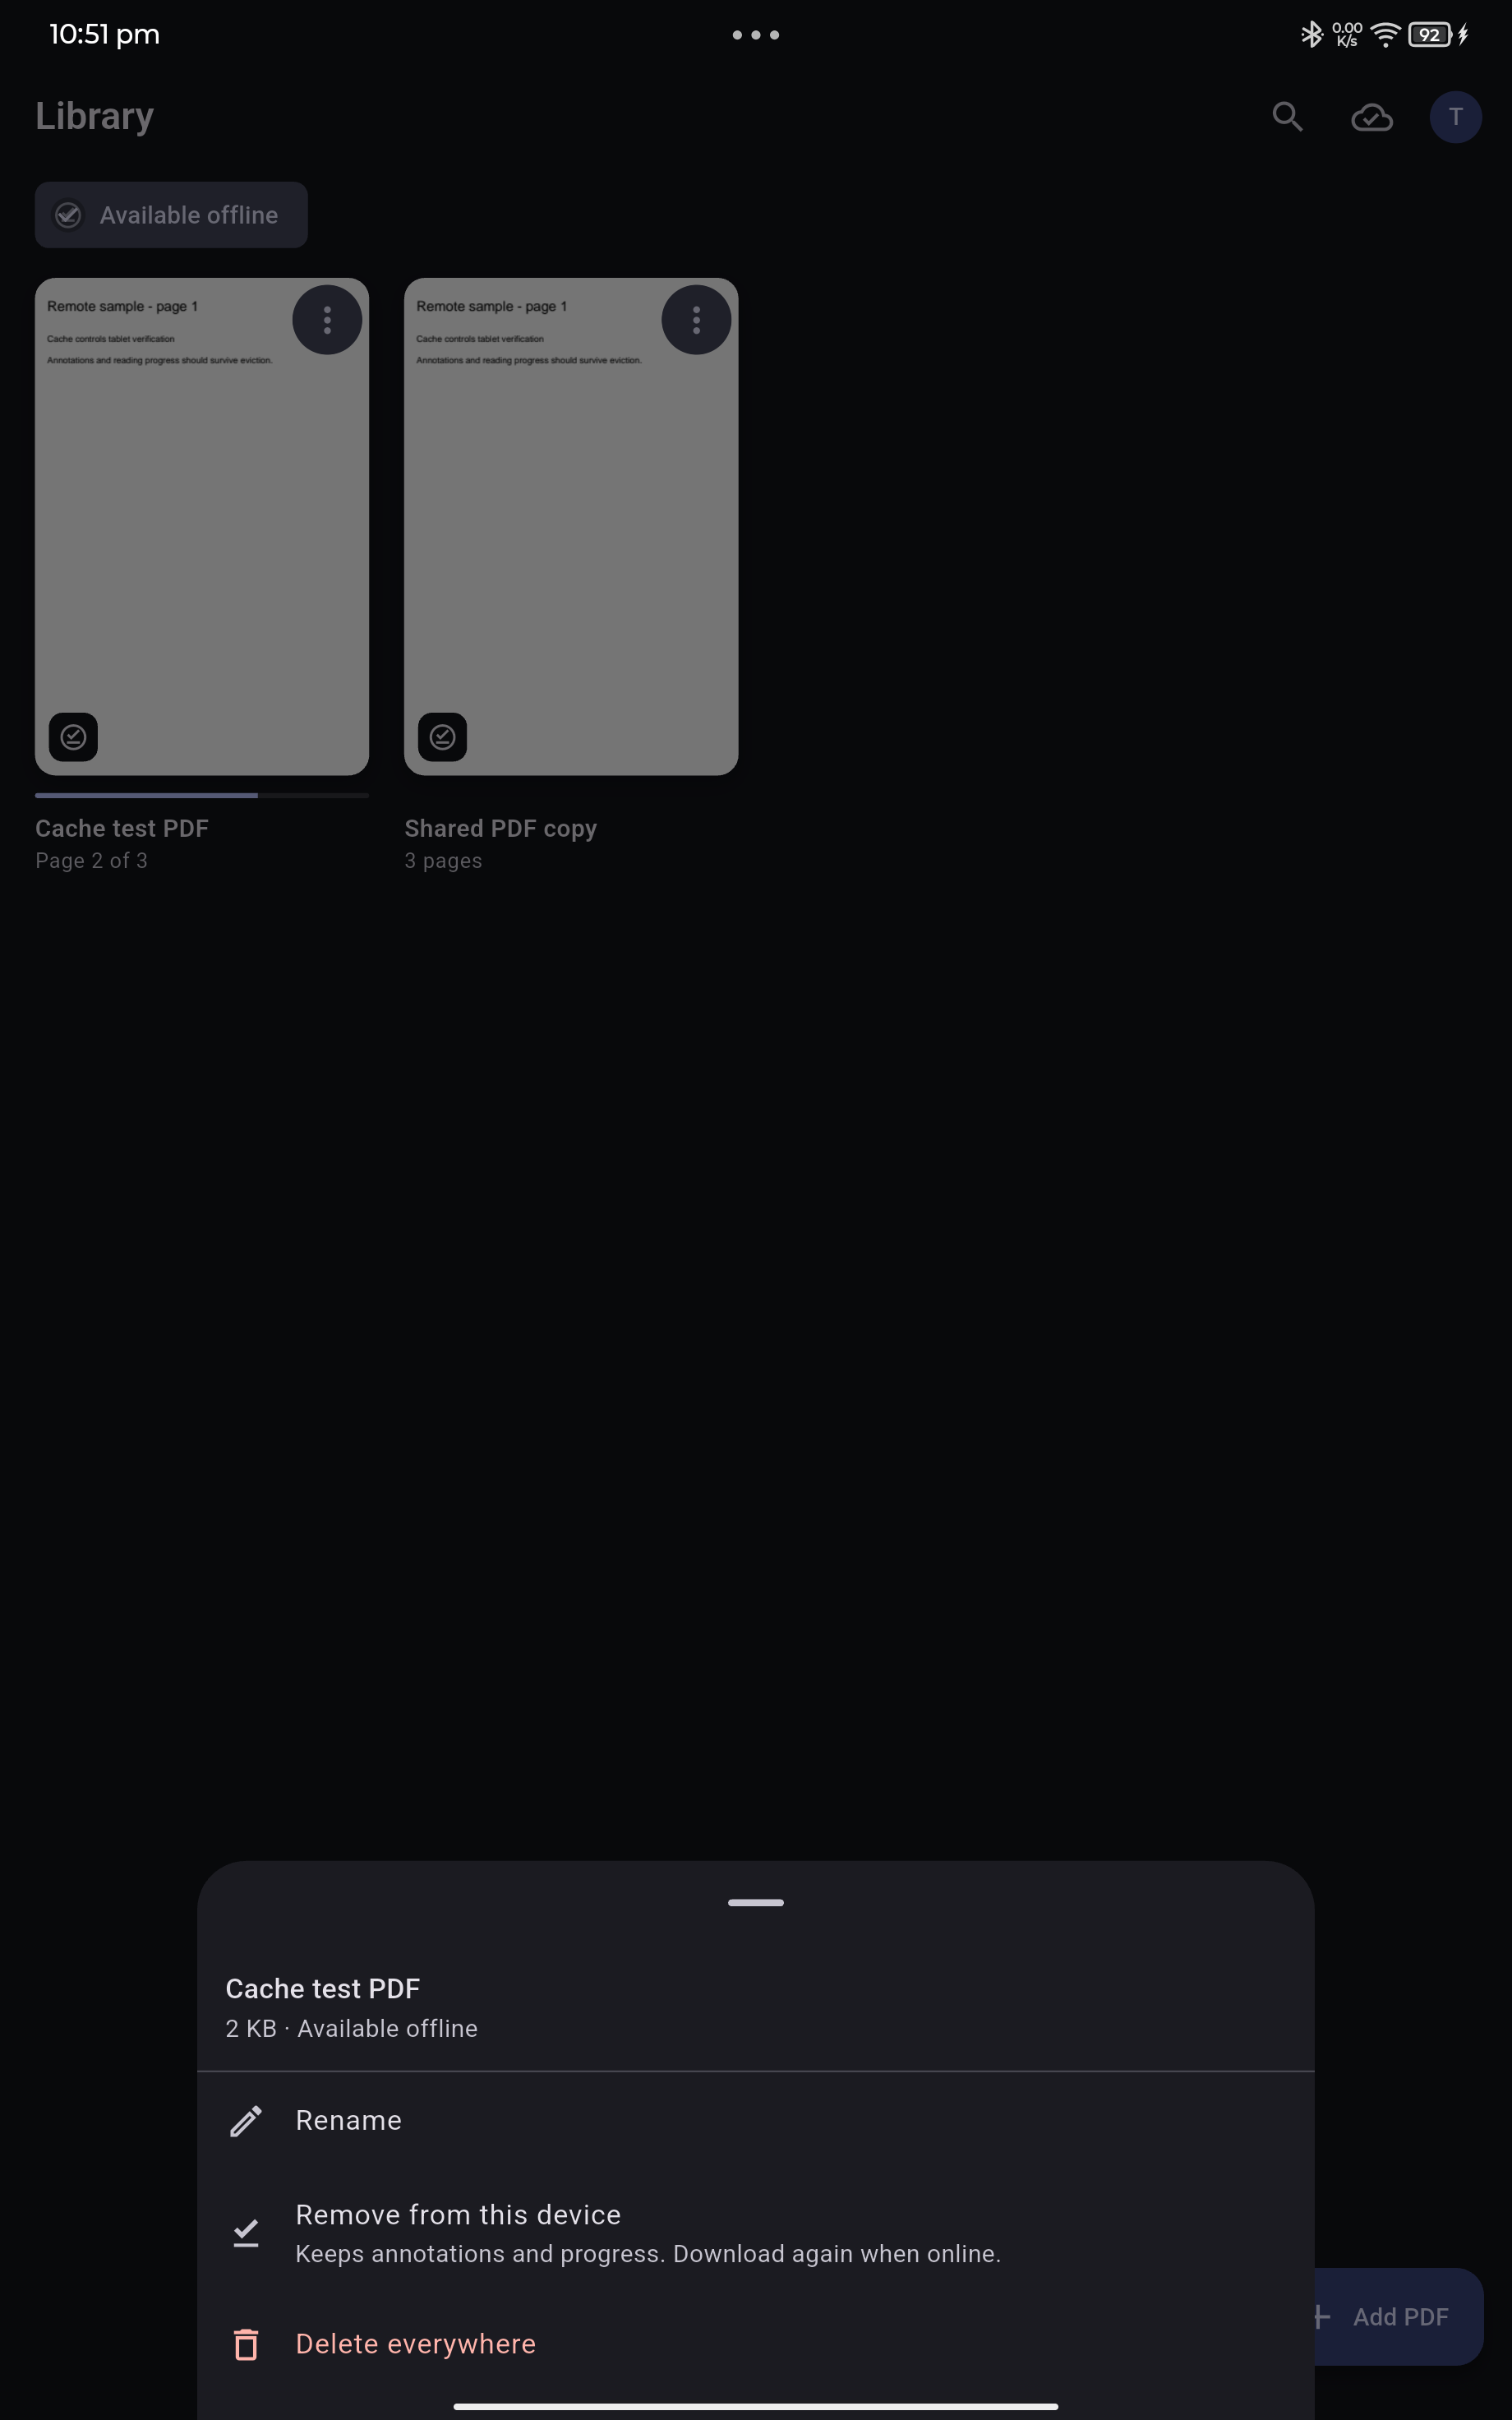 10:51 pm
0.00
K/s
92
Library
T
Available offline
Remote sample - page 1
Cache controls tablet verification
Annotations and reading progress should survive eviction.
Remote sample - page 1
Cache controls tablet verification
Annotations and reading progress should survive eviction.
Cache test PDF
Page 2 of 3
Shared PDF copy
3 pages
Cache test PDF
2 KB · Available offline
Rename
Remove from this device
Keeps annotations and progress. Download again when online.
Add PDF
Delete everywhere